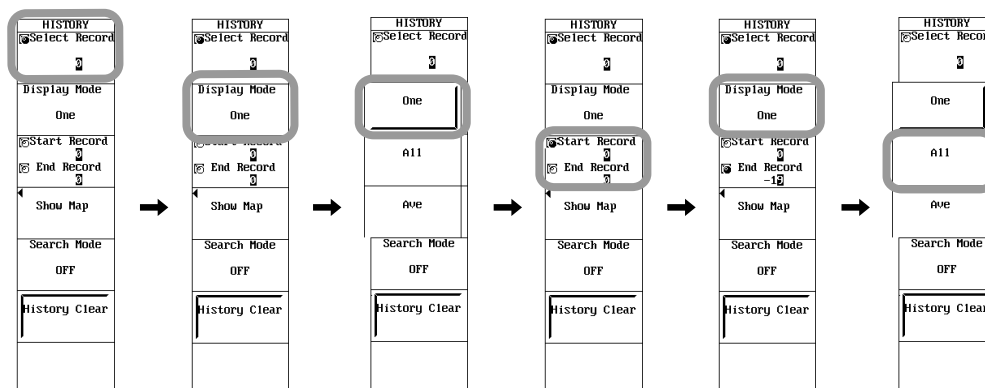 HISTORY
Select Record
0
Display Mode
One
Start Record
0
End Record
0
Show Map
Search Mode
OFF
History Clear
HISTORY
Select Record
0
Display Mode
One
Start Record
0
End Record
0
Show Map
Search Mode
OFF
History Clear
HISTORY
Select Record
0
One
All
Ave
Search Mode
OFF
History Clear
HISTORY
Select Record
0
Display Mode
One
Start Record
0
End Record
0
Show Map
Search Mode
OFF
History Clear
HISTORY
Select Record
0
Display Mode
One
Start Record
0
End Record
-19
Show Map
Search Mode
OFF
History Clear
HISTORY
Select Recor
0
One
All
Ave
Search Mode
OFF
History Clear